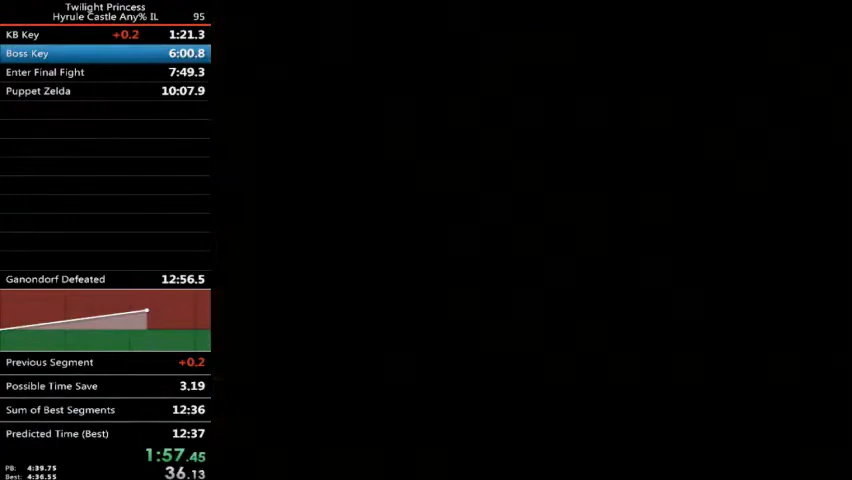 Twilight Princess
Hyrule Castle Any% IL 95
KB Key +0.2 1:21.3
Boss Key 6:00.8
Enter Final Fight 7:49.3
Puppet Zelda 10:07.9
Ganondorf Defeated 12:56.5
Previous Segment +0.2
Possible Time Save 3.19
Sum of Best Segments 12:36
Predicted Time (Best) 12:37
1:57.45
PB: 4:39.75 36.13
Best: 4:36.55